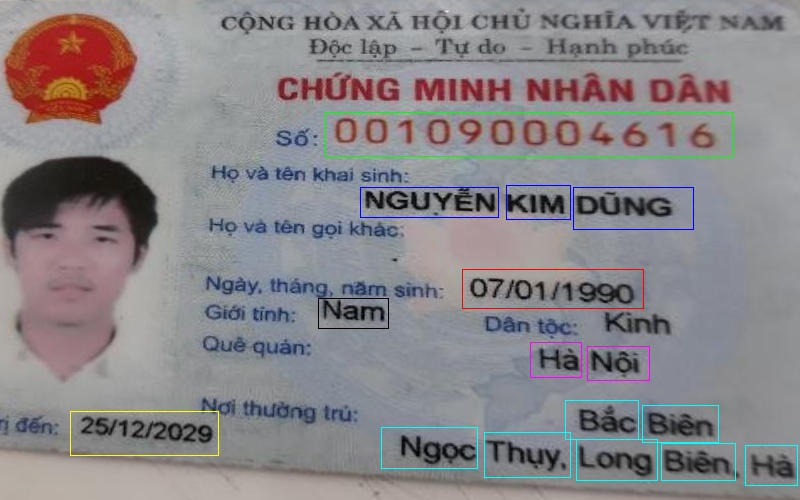 CỘNG HÒA XÃ HỘI CHỦ NGHĨA VIỆT NAM
Độc lập - Tự do - Hạnh phúc
CHỨNG MINH NHÂN DÂN
Số: 001090004616
Họ và tên khai sinh:
NGUYỄN KIM DŨNG
Họ và tên gọi khác:
Ngày, tháng, năm sinh: 07/01/1990
Giới tính: Nam Dân tộc: Kinh
Quê quán:
Hà Nội
Nơi thường trú: Bắc Biên
rị đến: 25/12/2029
Ngọc Thụy, Long Biên, Hà